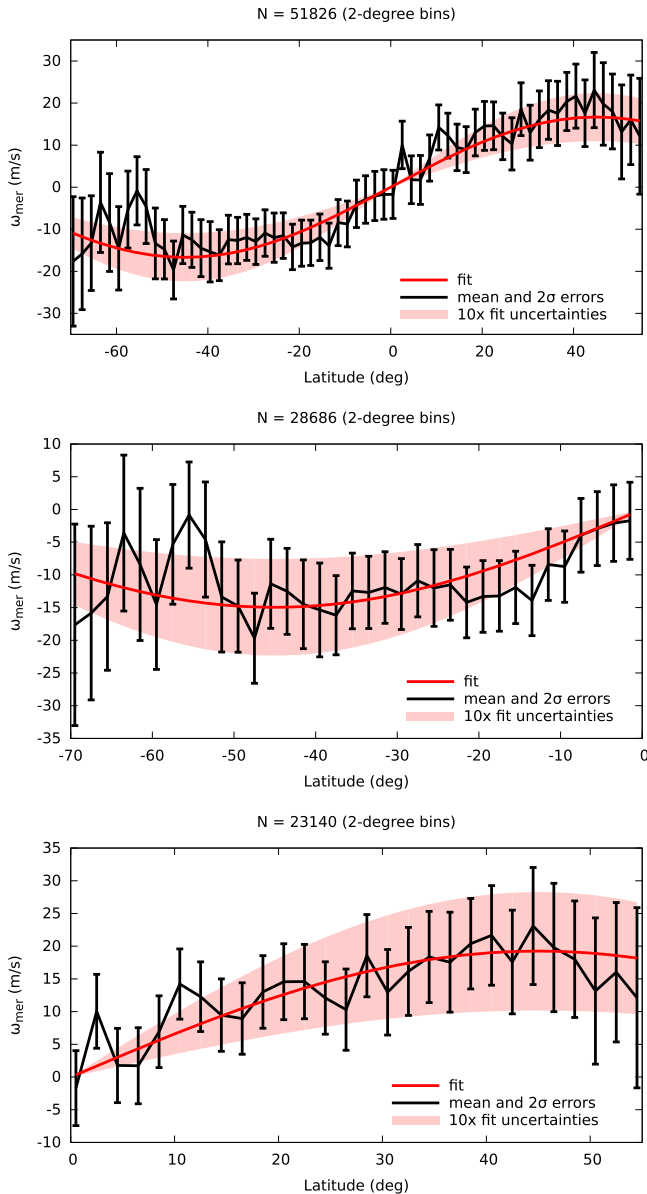 N = 51826 (2-degree bins)
30
20
10
0
-10
-20
-30
ωmer (m/s)
fit
mean and 2σ errors
10x fit uncertainties
-60 -40 -20 0 20 40
Latitude (deg)
N = 28686 (2-degree bins)
10
5
0
-5
-10
-15
-20
-25
-30
-35
ωmer (m/s)
fit
mean and 2σ errors
10x fit uncertainties
-70 -60 -50 -40 -30 -20 -10 0
Latitude (deg)
N = 23140 (2-degree bins)
35
30
25
20
15
10
5
0
-5
-10
ωmer (m/s)
fit
mean and 2σ errors
10x fit uncertainties
0 10 20 30 40 50
Latitude (deg)